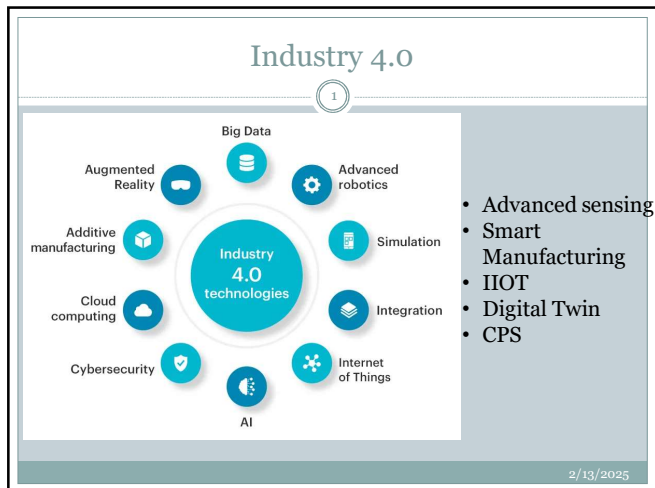 Industry 4.0
1
Big Data
Augmented
Reality
Advanced
robotics
Additive
manufacturing
Simulation
Industry
4.0
technologies
Cloud
computing
Integration
Cybersecurity
Internet
of Things
AI
• Advanced sensing
• Smart
Manufacturing
• IIOT
• Digital Twin
• CPS
2/13/2025